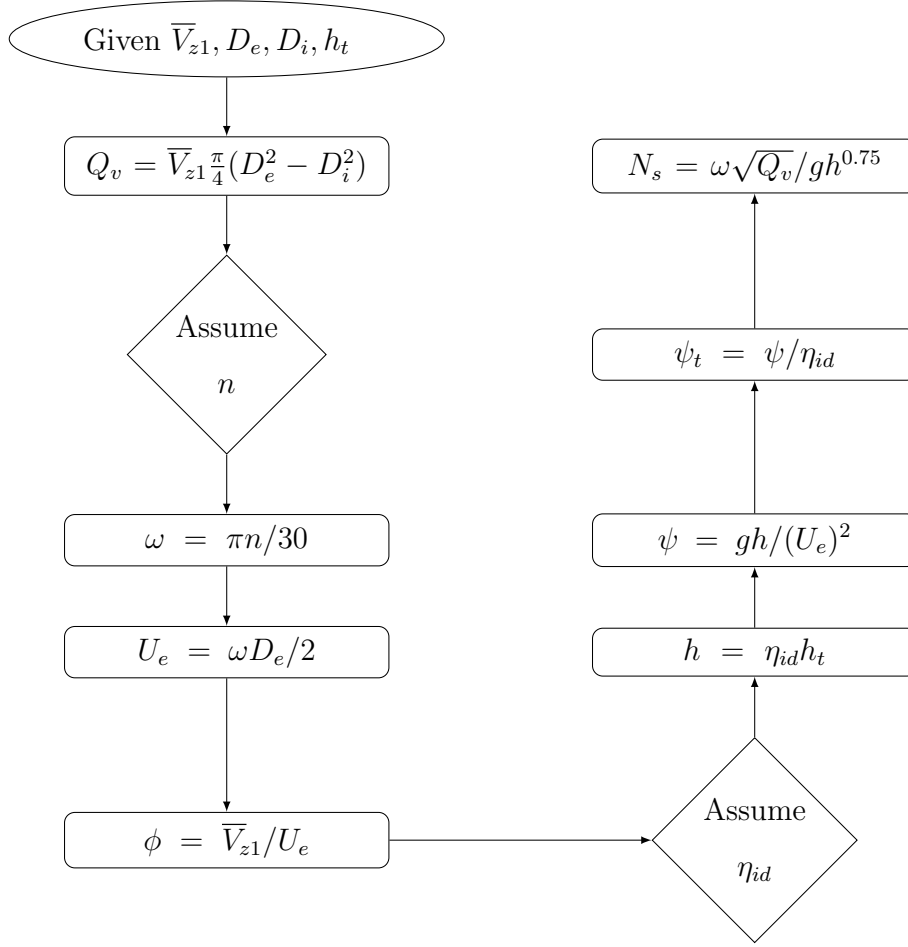 Given $\overline{V}_{z1}, D_e, D_i, h_t$
$Q_v = \overline{V}_{z1} \frac{\pi}{4} (D_e^2 - D_i^2)$
Assume
$n$
$\omega = \pi n/30$
$U_e = \omega D_e/2$
$\phi = \overline{V}_{z1}/U_e$
Assume
$\eta_{id}$
$h = \eta_{id} h_t$
$\psi = gh/(U_e)^2$
$\psi_t = \psi/\eta_{id}$
$N_s = \omega\sqrt{Q_v}/gh^{0.75}$